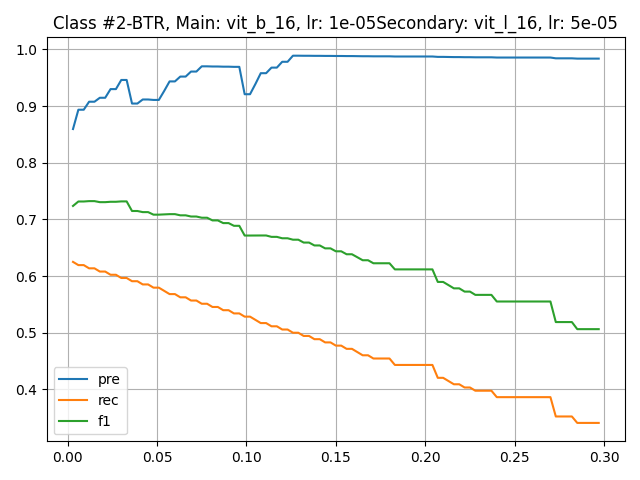 Class #2-BTR, Main: vit_b_16, lr: 1e-05Secondary: vit_l_16, lr: 5e-05
1.0
0.9
0.8
0.7
0.6
0.5
0.4
pre
rec
f1
0.00 0.05 0.10 0.15 0.20 0.25 0.30